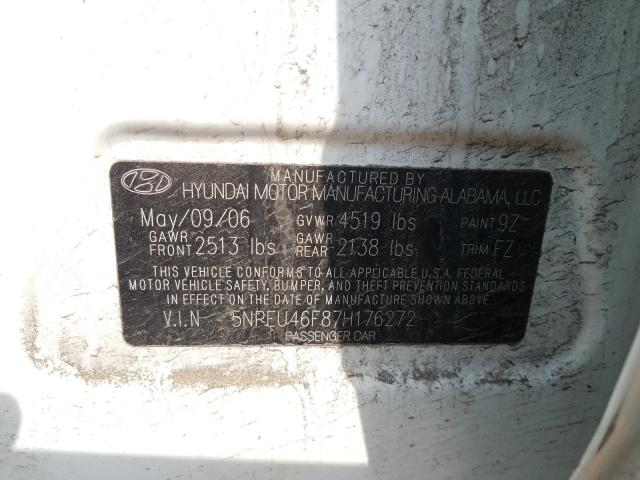 MANUFACTURED BY
HYUNDAI MOTOR MANUFACTURING ALABAMA, LLC
May/09/06 GVWR 4519 lbs PAINT 9Z
GAWR FRONT 2513 lbs GAWR REAR 2138 lbs TRIM FZ
THIS VEHICLE CONFORMS TO ALL APPLICABLE U.S.A. FEDERAL
MOTOR VEHICLE SAFETY, BUMPER, AND THEFT PREVENTION STANDARDS
IN EFFECT ON THE DATE OF MANUFACTURE SHOWN ABOVE.
V.I.N 5NPEU46F87H176272
PASSENGER CAR